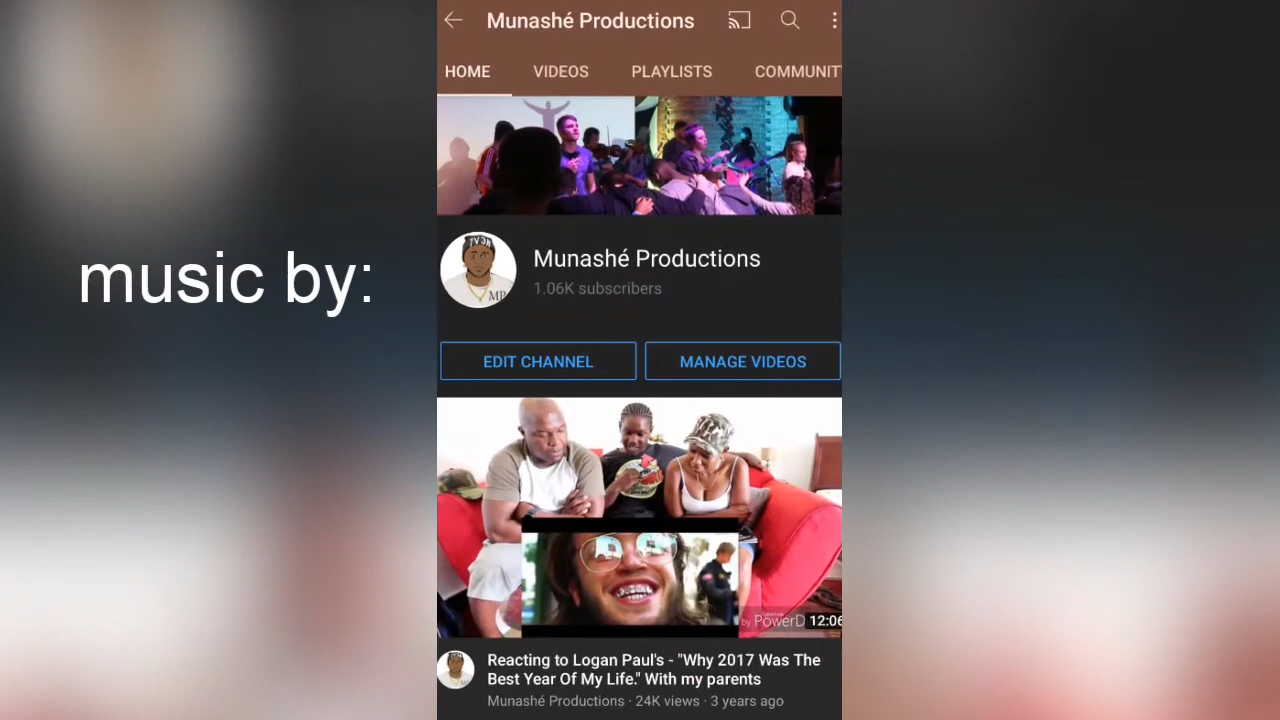 Munashé Productions
HOME VIDEOS PLAYLISTS COMMUNIT
music by:
Munashé Productions
1.06K subscribers
EDIT CHANNEL MANAGE VIDEOS
by PowerD 12:06
Reacting to Logan Paul's - "Why 2017 Was The
Best Year Of My Life." With my parents
Munashé Productions · 24K views · 3 years ago